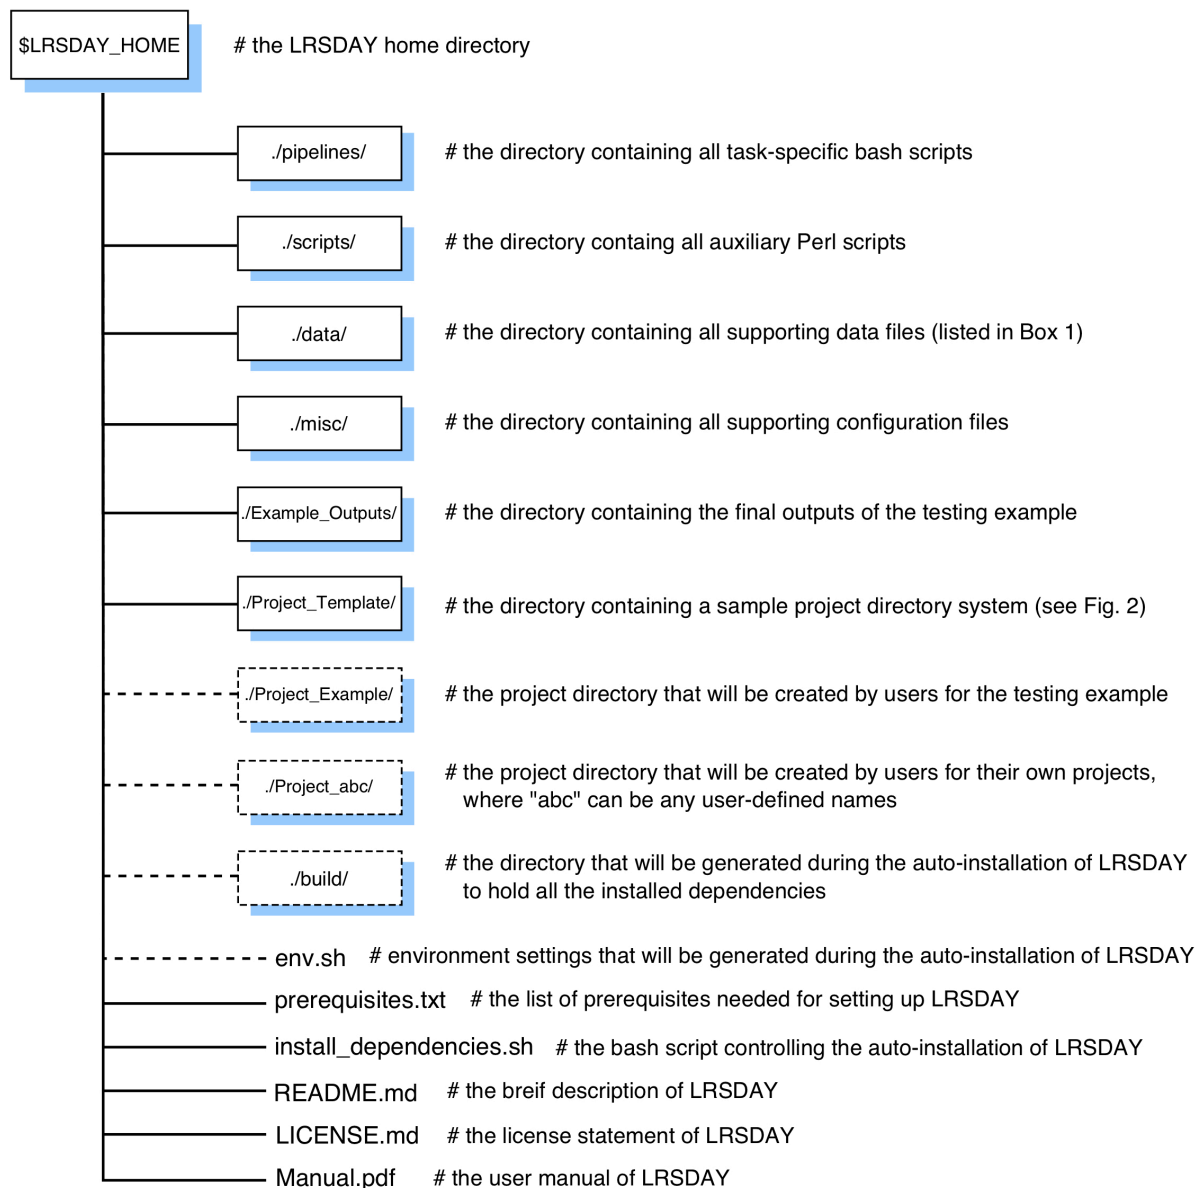 $LRSDAY_HOME # the LRSDAY home directory
./pipelines/ # the directory containing all task-specific bash scripts
./scripts/ # the directory containg all auxiliary Perl scripts
./data/ # the directory containing all supporting data files (listed in Box 1)
./misc/ # the directory containing all supporting configuration files
./Example_Outputs/ # the directory containing the final outputs of the testing example
./Project_Template/ # the directory containing a sample project directory system (see Fig. 2)
./Project_Example/ # the project directory that will be created by users for the testing example
./Project_abc/ # the project directory that will be created by users for their own projects,
where "abc" can be any user-defined names
./build/ # the directory that will be generated during the auto-installation of LRSDAY
to hold all the installed dependencies
env.sh # environment settings that will be generated during the auto-installation of LRSDAY
prerequisites.txt # the list of prerequisites needed for setting up LRSDAY
install_dependencies.sh # the bash script controlling the auto-installation of LRSDAY
README.md # the breif description of LRSDAY
LICENSE.md # the license statement of LRSDAY
Manual.pdf # the user manual of LRSDAY